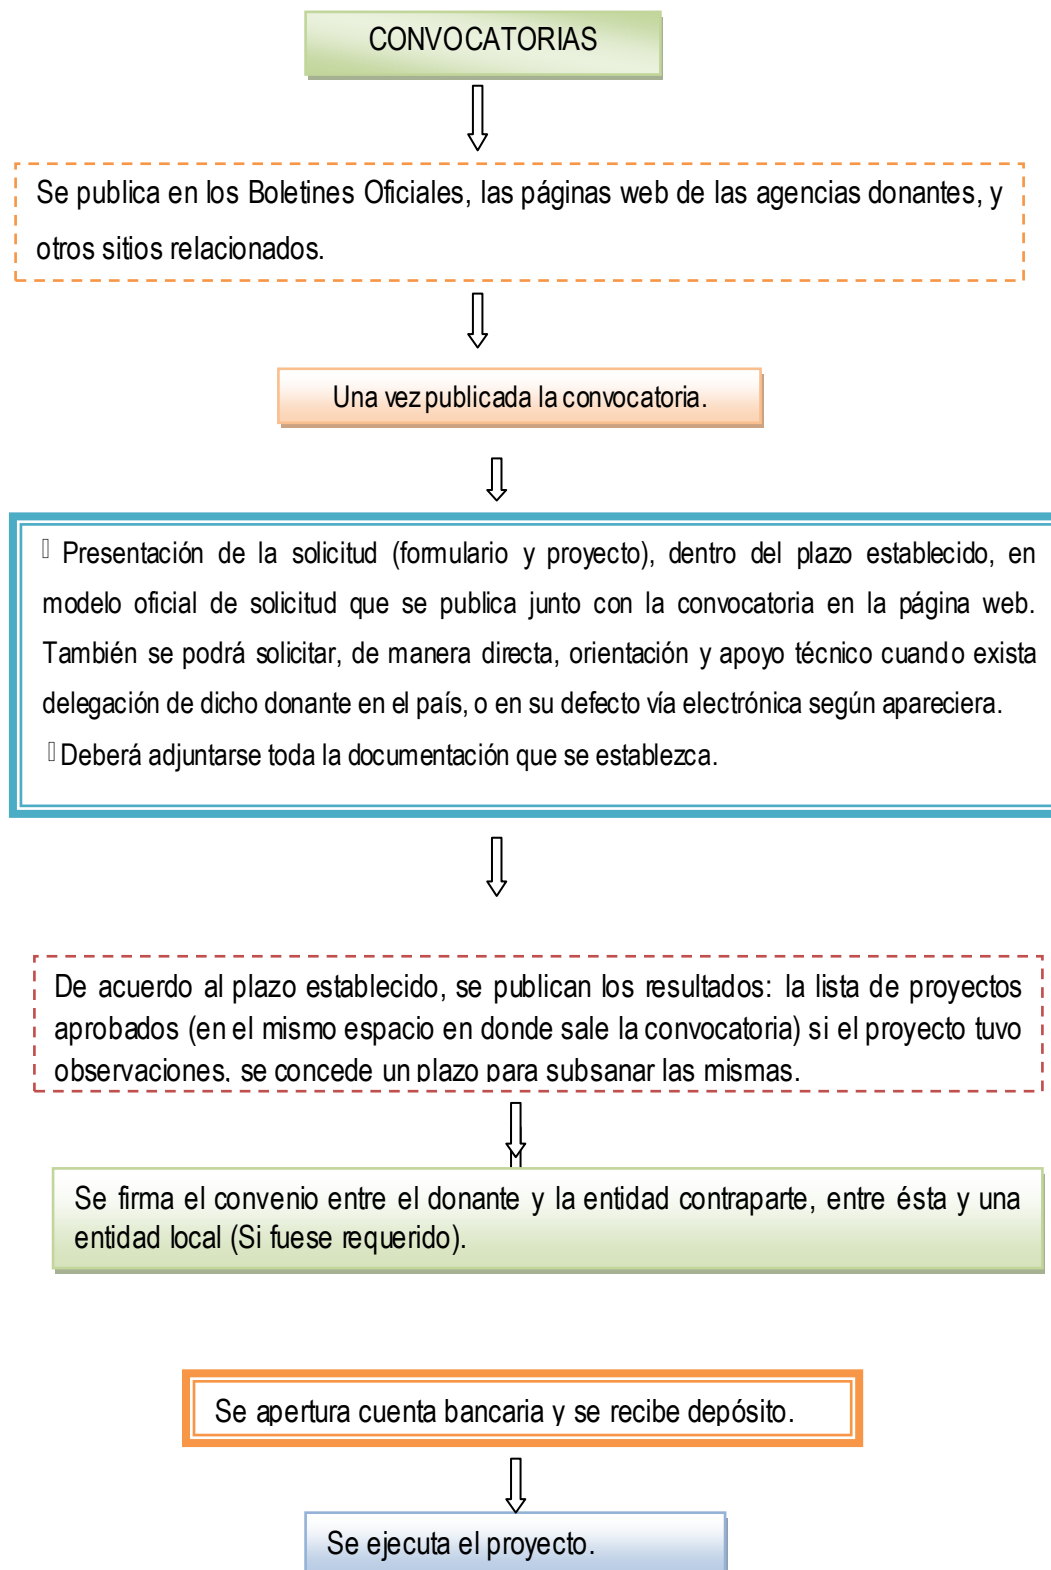 CONVOCATORIAS
Se publica en los Boletines Oficiales, las páginas web de las agencias donantes, y
otros sitios relacionados.
Una vez publicada la convocatoria.
Presentación de la solicitud (formulario y proyecto), dentro del plazo establecido, en
modelo oficial de solicitud que se publica junto con la convocatoria en la página web.
También se podrá solicitar, de manera directa, orientación y apoyo técnico cuando exista
delegación de dicho donante en el país, o en su defecto vía electrónica según apareciera.
Deberá adjuntarse toda la documentación que se establezca.
De acuerdo al plazo establecido, se publican los resultados: la lista de proyectos
aprobados (en el mismo espacio en donde sale la convocatoria) si el proyecto tuvo
observaciones, se concede un plazo para subsanar las mismas.
Se firma el convenio entre el donante y la entidad contraparte, entre ésta y una
entidad local (Si fuese requerido).
Se apertura cuenta bancaria y se recibe depósito.
Se ejecuta el proyecto.